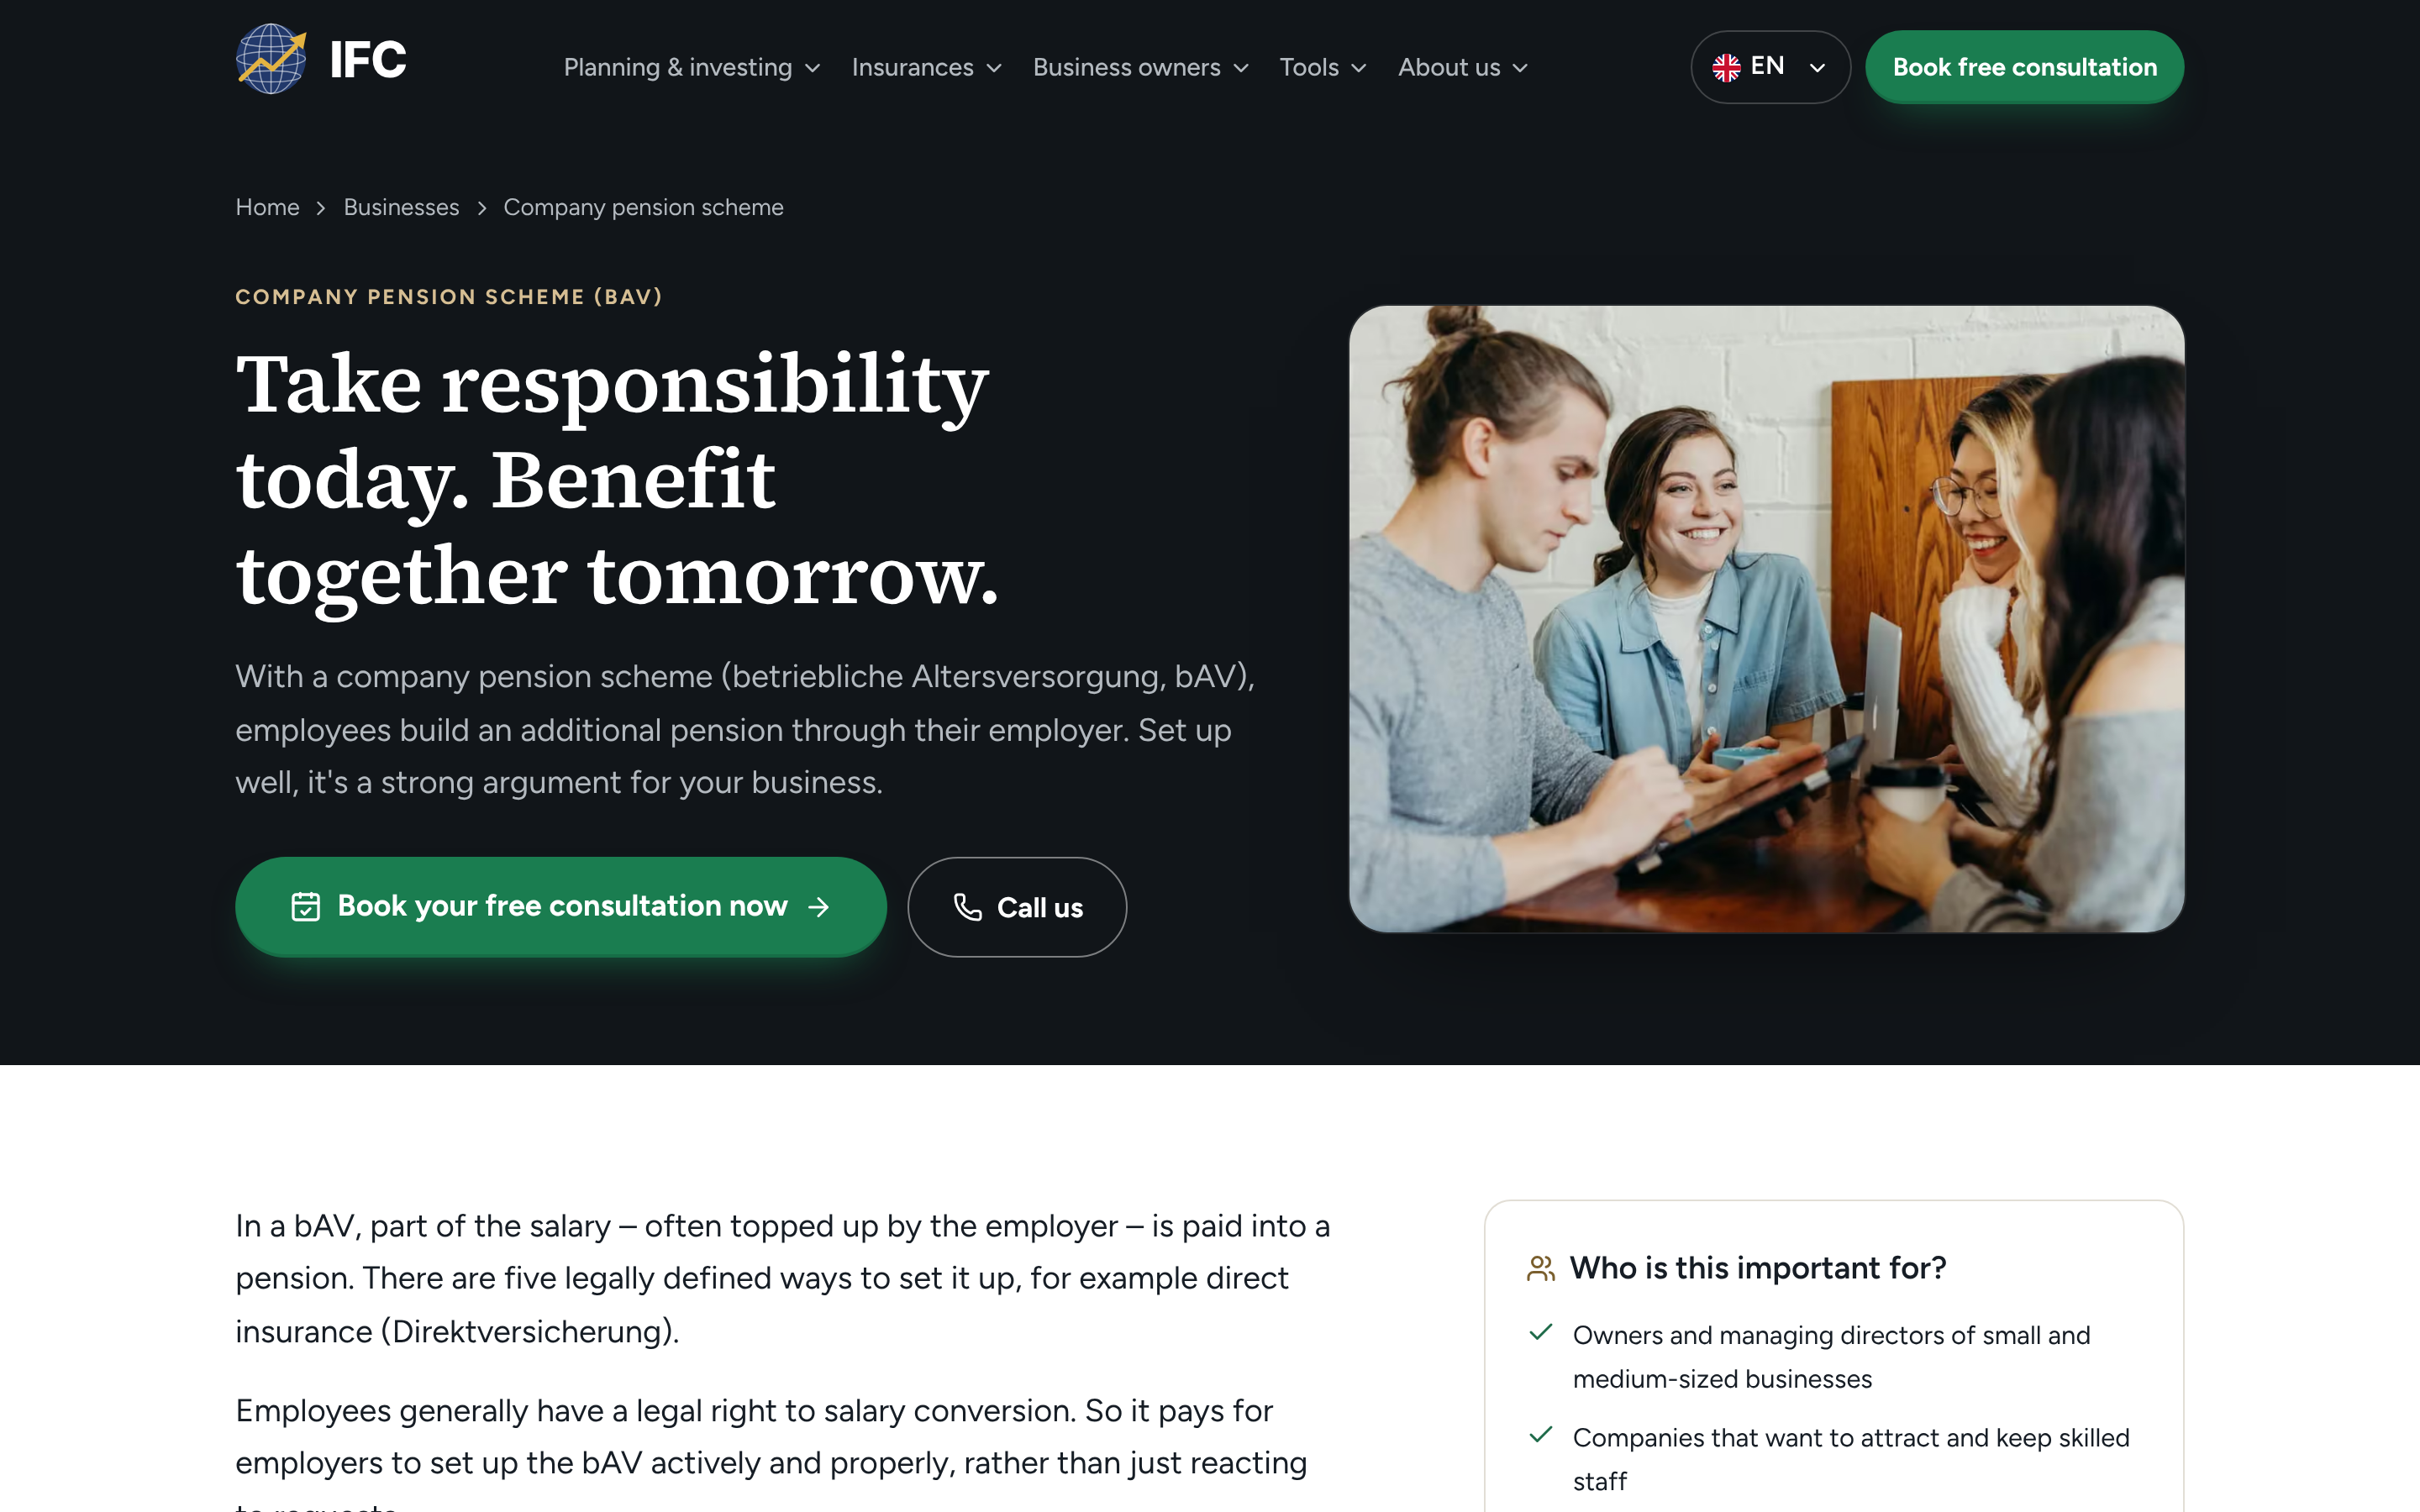 IFC
Planning & investing
Insurances
Business owners
Tools
About us
EN
Book free consultation
Home > Businesses > Company pension scheme
COMPANY PENSION SCHEME (BAV)
Take responsibility
today. Benefit
together tomorrow.
With a company pension scheme (betriebliche Altersversorgung, bAV),
employees build an additional pension through their employer. Set up
well, it's a strong argument for your business.
Book your free consultation now →
Call us
In a bAV, part of the salary – often topped up by the employer – is paid into a
pension. There are five legally defined ways to set it up, for example direct
insurance (Direktversicherung).
Employees generally have a legal right to salary conversion. So it pays for
employers to set up the bAV actively and properly, rather than just reacting
Who is this important for?
Owners and managing directors of small and
medium-sized businesses
Companies that want to attract and keep skilled
staff